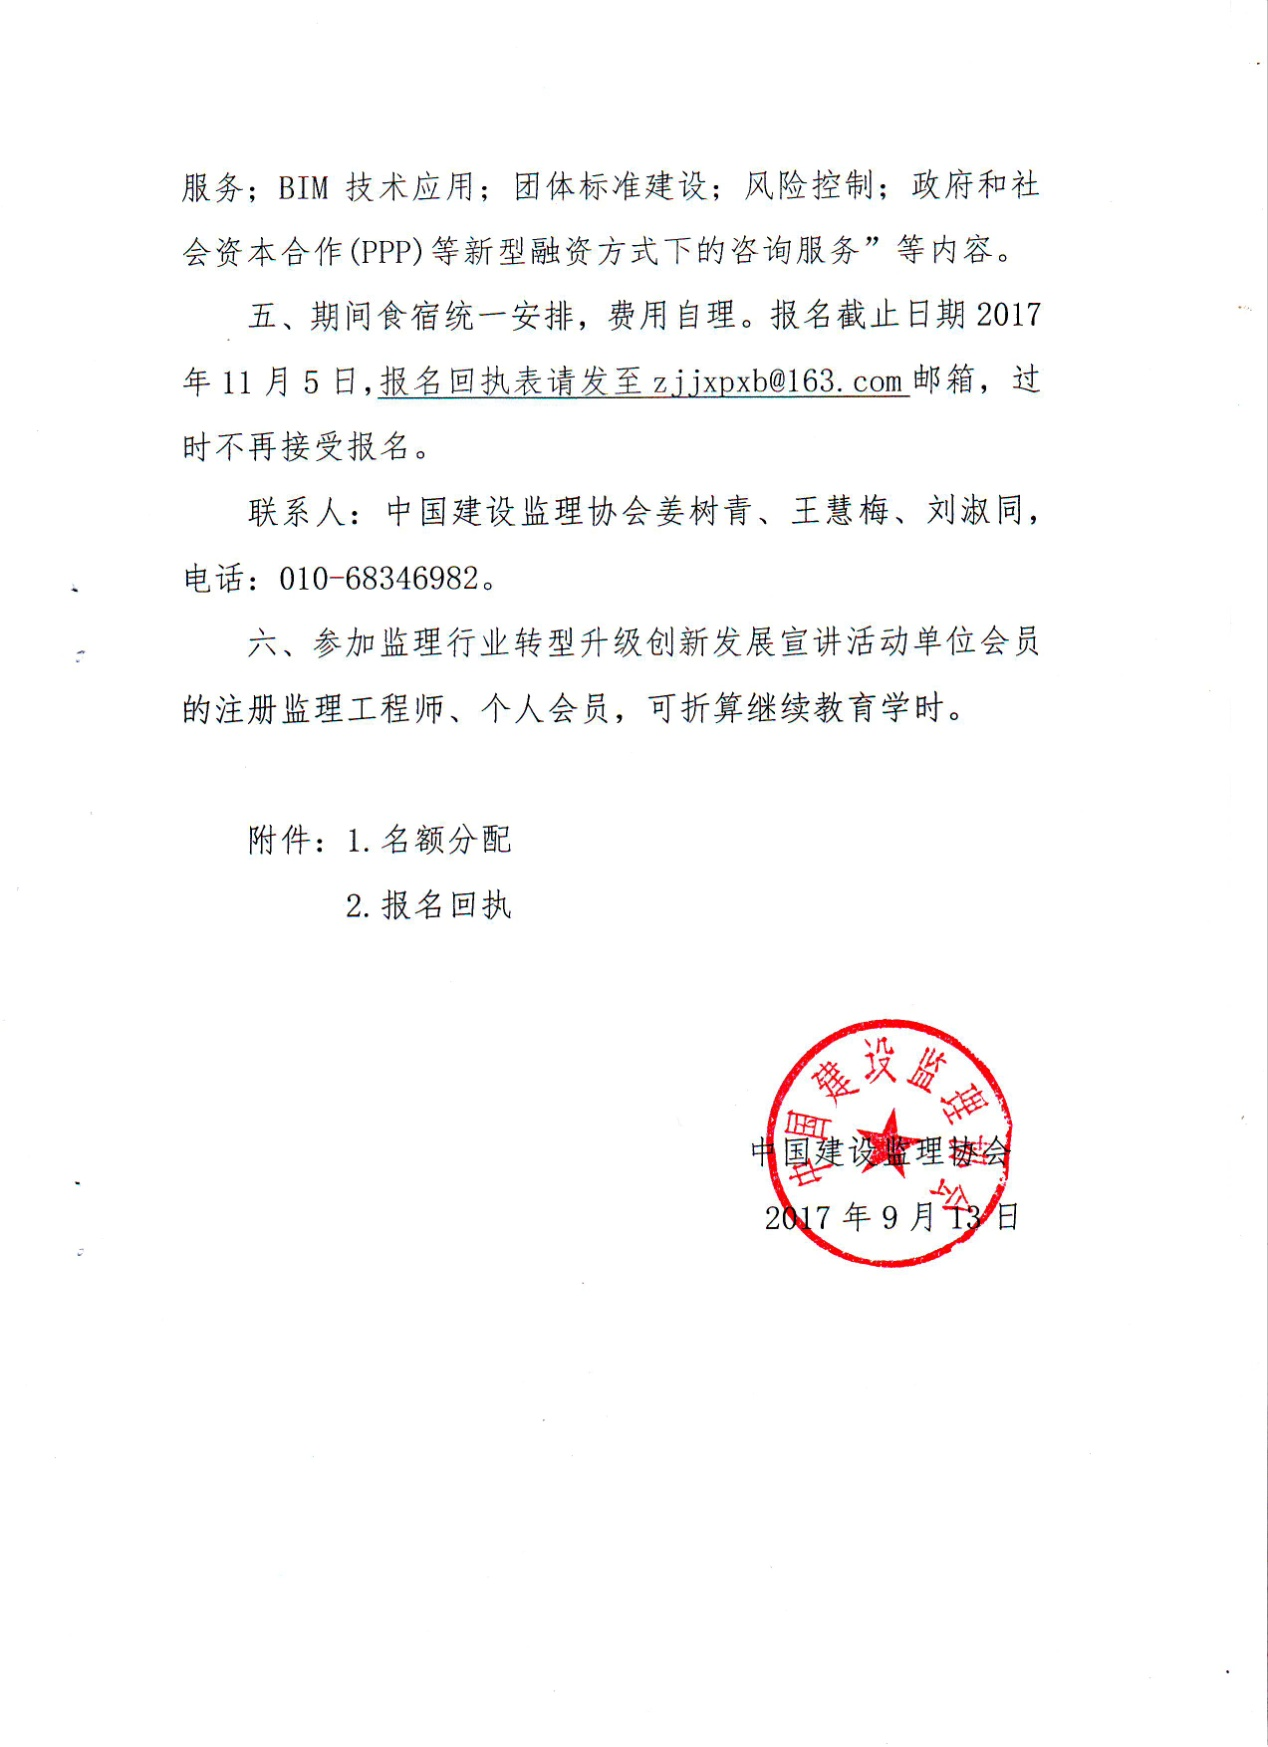 服务；BIM 技术应用；团体标准建设；风险控制；政府和社
会资本合作(PPP)等新型融资方式下的咨询服务”等内容。
五、期间食宿统一安排，费用自理。报名截止日期 2017
年 11 月 5 日,报名回执表请发至 zjjxpxb@163.com 邮箱，过
时不再接受报名。
联系人：中国建设监理协会姜树青、王慧梅、刘淑同，
电话：010-68346982。
六、参加监理行业转型升级创新发展宣讲活动单位会员
的注册监理工程师、个人会员，可折算继续教育学时。
附件：1.名额分配
2.报名回执
中国建设监理协会
中国建设监理协会
2017 年 9 月 13 日